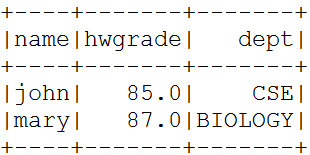 +----+-------+-------+
|name|hwgrade|   dept|
+----+-------+-------+
|john|   85.0|    CSE|
|mary|   87.0|BIOLOGY|
+----+-------+-------+